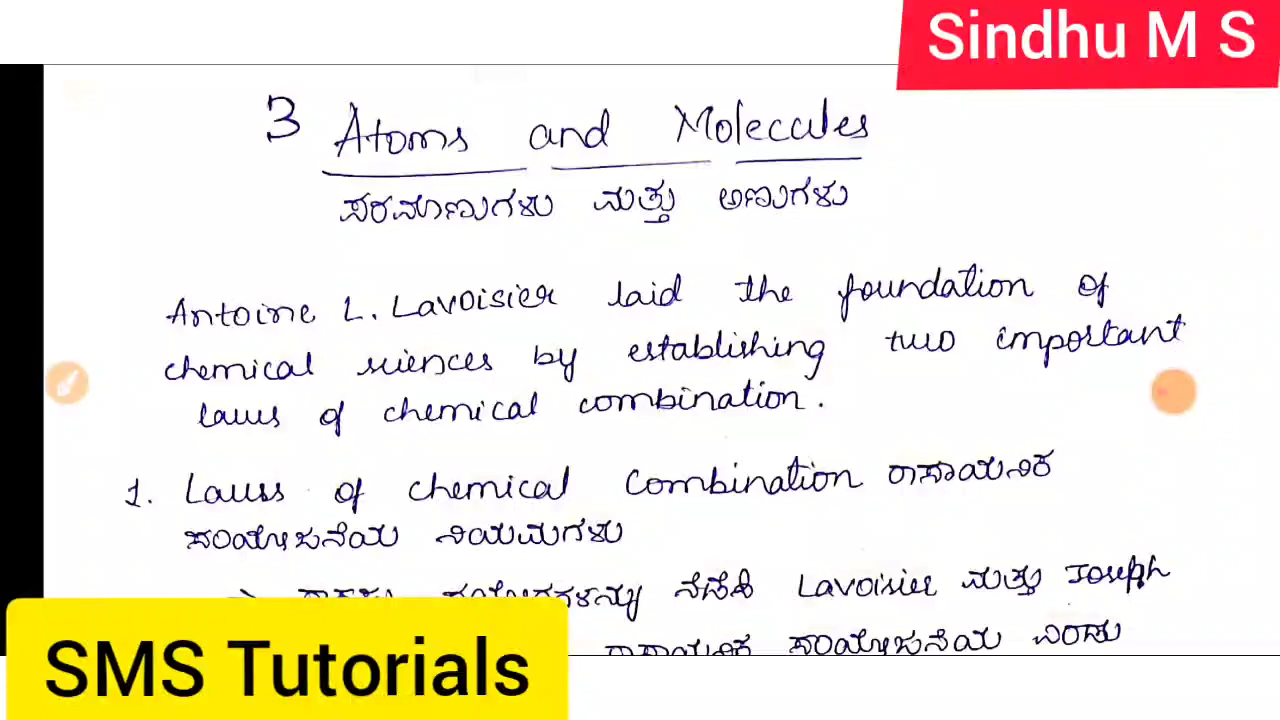 Sindhu M S
3 Atoms and Molecules
ಪರಮಾಣುಗಳು ಮತ್ತು ಅಣುಗಳು
Antoine L. Lavoisier laid the foundation of
chemical sciences by establishing two important
laws of chemical combination.
1. Laws of chemical Combination ರಾಸಾಯನಿಕ
ಸಂಯೋಜನೆಯ ನಿಯಮಗಳು
ನೆಡೆಸಿ Lavoisier ಮತ್ತು Joseph
ರಾಸಾಯನಿಕ ಸಂಯೋಜನೆಯ ಎರಡು
SMS Tutorials